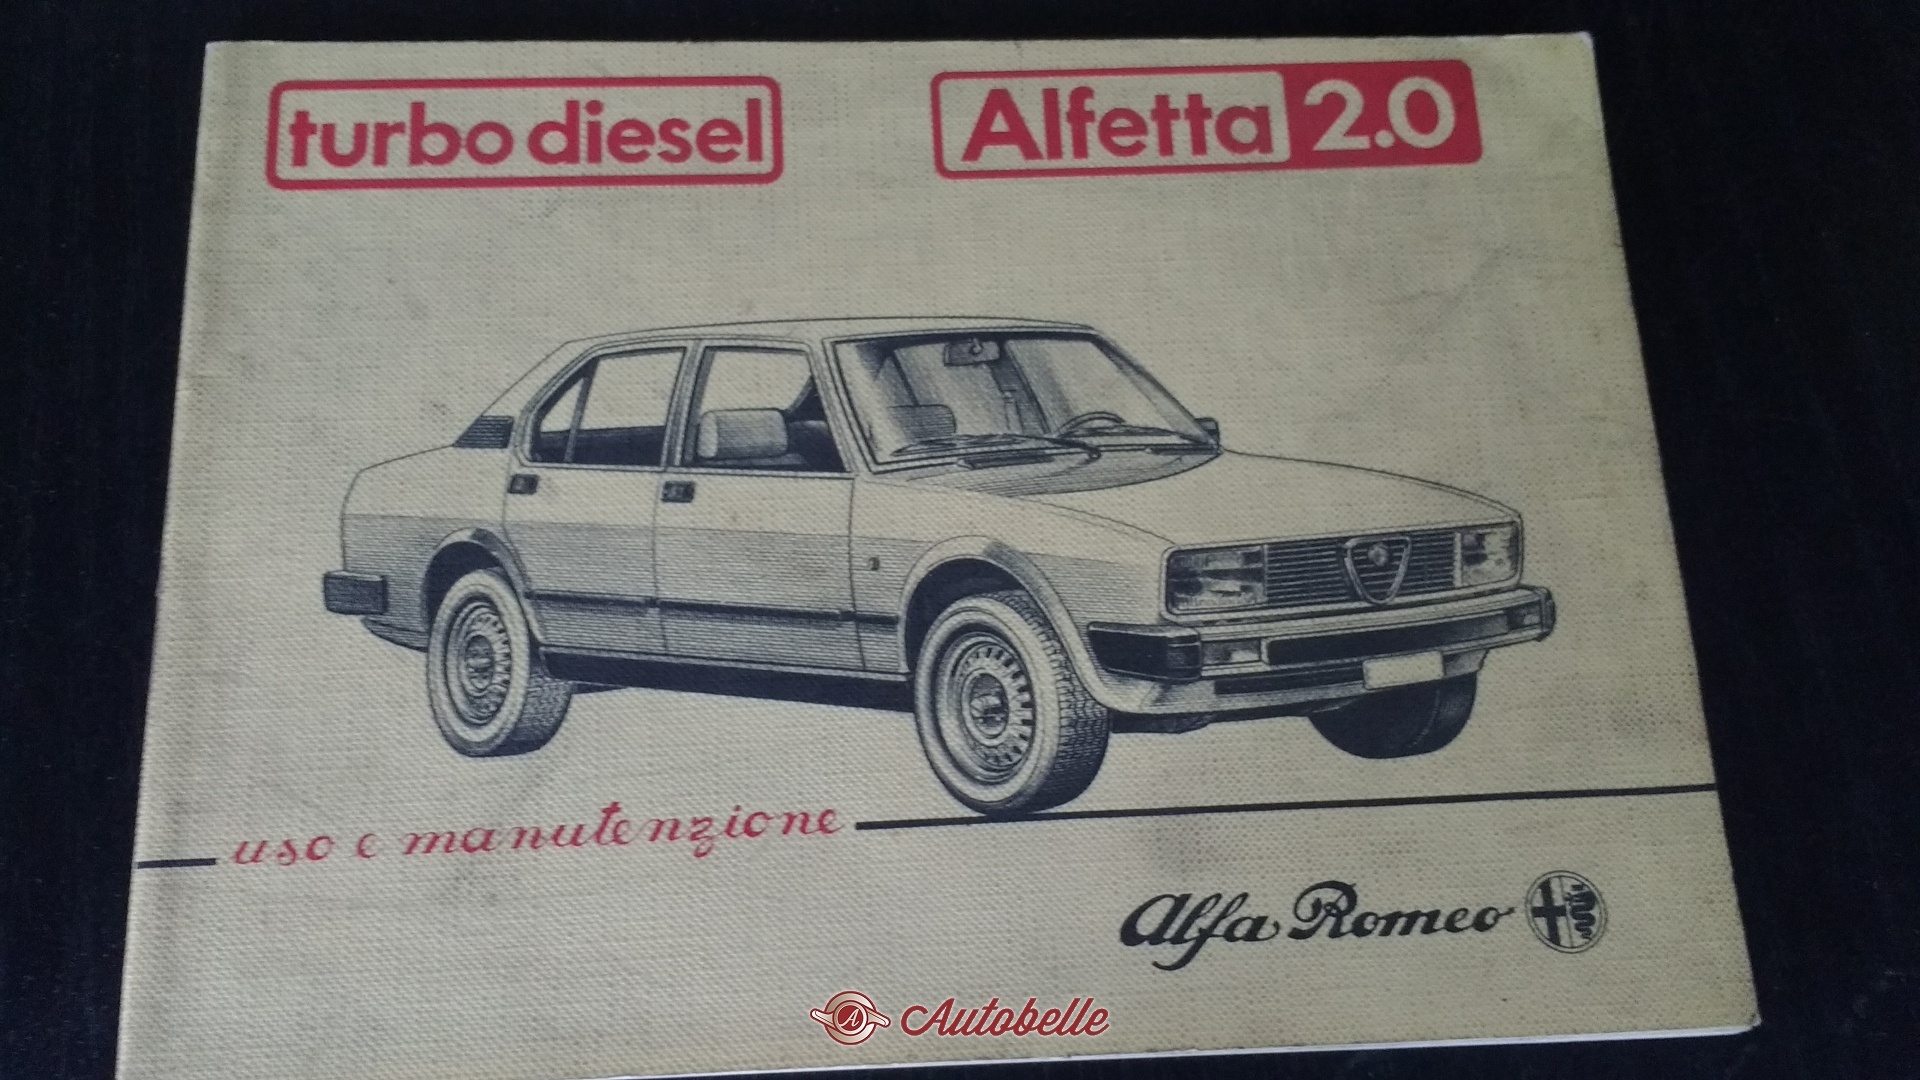 turbo diesel
Alfetta 2.0
uso e manutenzione
Alfa Romeo
A Autobelle